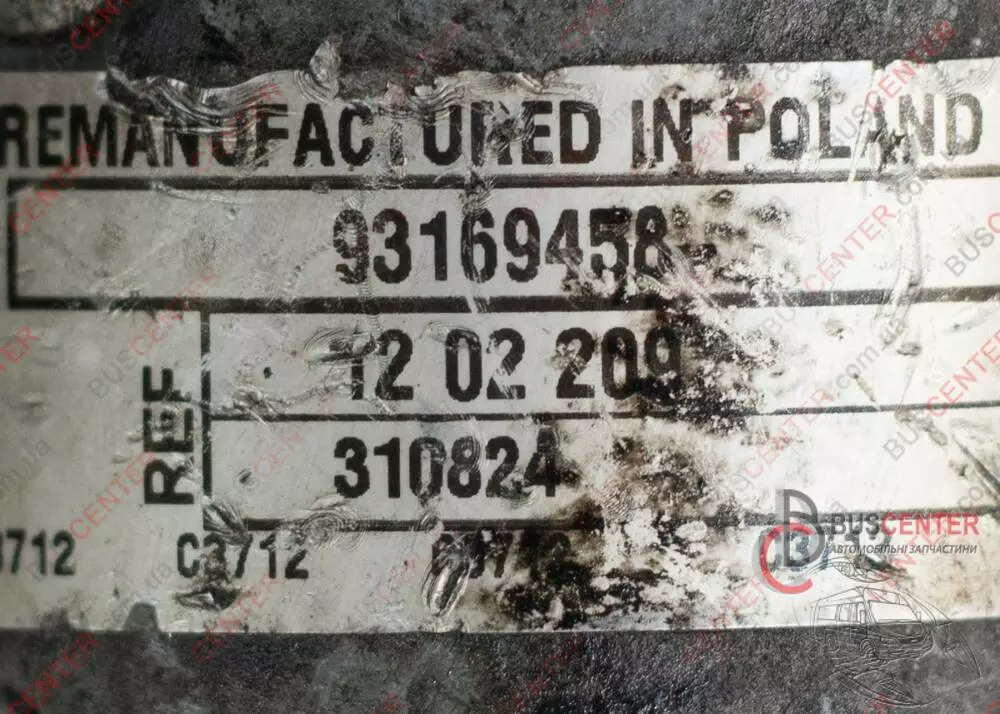 REMANUFACTURED IN POLAND
93169458
12 02 209
REF
310824
C3712
BUSCENTER
АВТОМОБІЛЬНІ ЗАПЧАСТИНИ